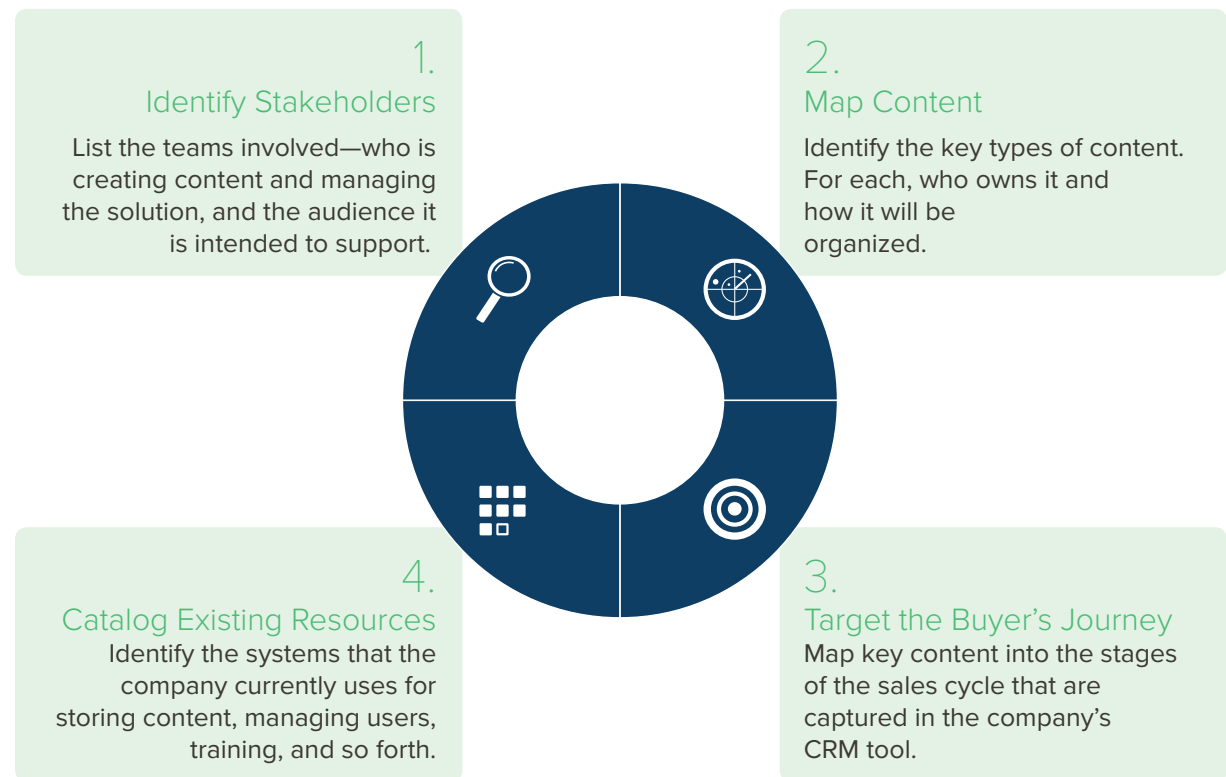 1.
Identify Stakeholders
List the teams involved—who is
creating content and managing
the solution, and the audience it
is intended to support.
2.
Map Content
Identify the key types of content.
For each, who owns it and
how it will be
organized.
3.
Target the Buyer’s Journey
Map key content into the stages
of the sales cycle that are
captured in the company’s
CRM tool.
4.
Catalog Existing Resources
Identify the systems that the
company currently uses for
storing content, managing users,
training, and so forth.